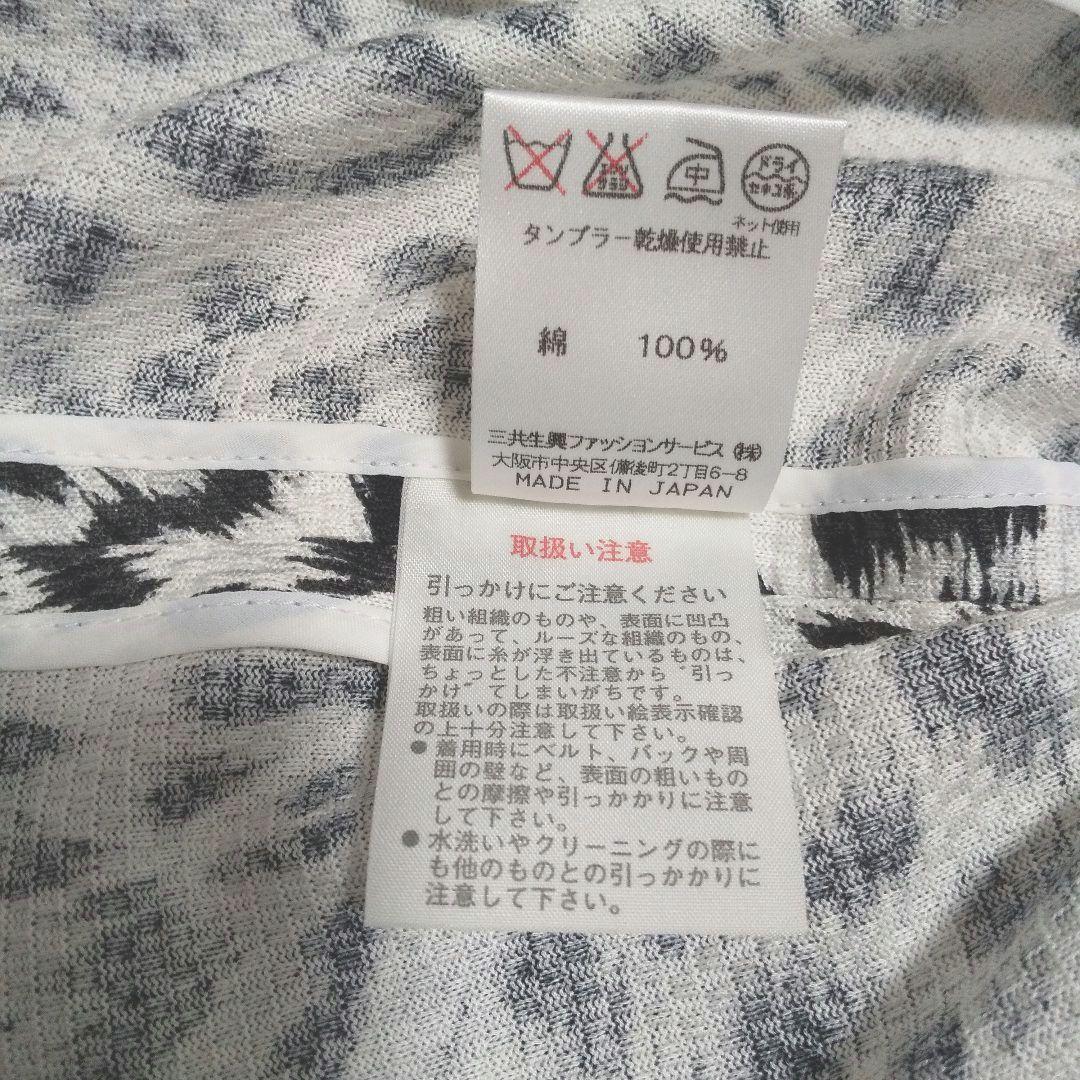 エンソ
サラシ
中
ドライ
セキユ系
ネット使用
タンブラー乾燥使用禁止
綿 100%
三共生興ファッションサービス(株)
大阪市中央区備後町2丁目6-8
MADE IN JAPAN
取扱い注意
引っかけにご注意ください
粗い組織のものや、表面に凹凸
があって、ルーズな組織のもの、
表面に糸が浮き出ているものは、
ちょっとした不注意から“引っ
かけ”てしまいがちです。
取扱いの際は取扱い絵表示確認
の上十分注意して下さい。
●着用時にベルト、バックや周
囲の壁など、表面の粗いもの
との摩擦や引っかかりに注意
して下さい。
●水洗いやクリーニングの際に
も他のものとの引っかかりに
注意して下さい。